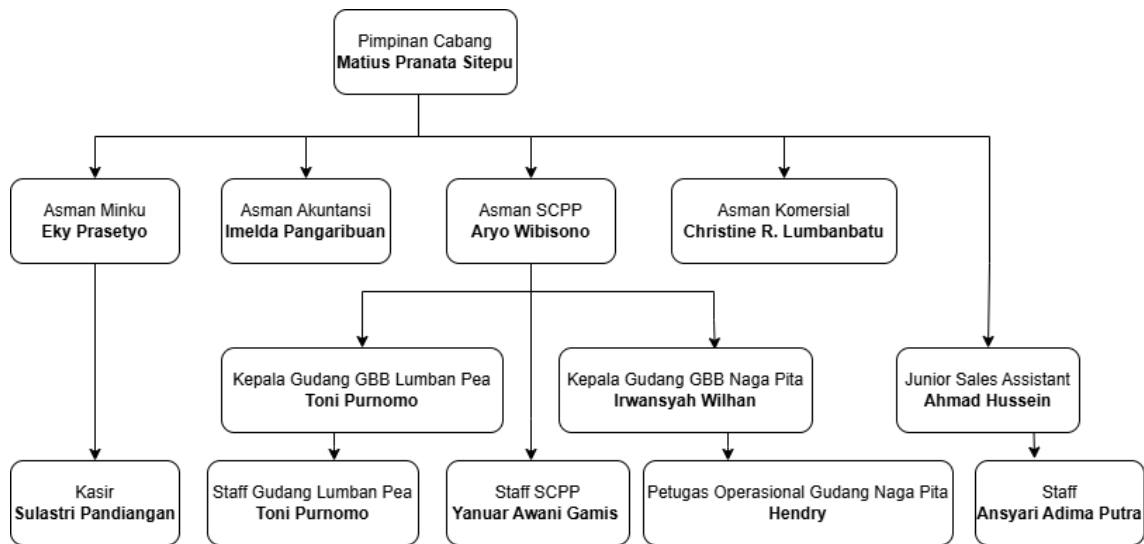 Pimpinan Cabang
Matius Pranata Sitepu
Asman Minku
Eky Prasetyo
Asman Akuntansi
Imelda Pangaribuan
Asman SCPP
Aryo Wibisono
Asman Komersial
Christine R. Lumbanbatu
Kepala Gudang GBB Lumban Pea
Toni Purnomo
Kepala Gudang GBB Naga Pita
Irwansyah Wilhan
Junior Sales Assistant
Ahmad Hussein
Kasir
Sulastri Pandiangan
Staff Gudang Lumban Pea
Toni Purnomo
Staff SCPP
Yanuar Awani Gamis
Petugas Operasional Gudang Naga Pita
Hendry
Staff
Ansyari Adima Putra